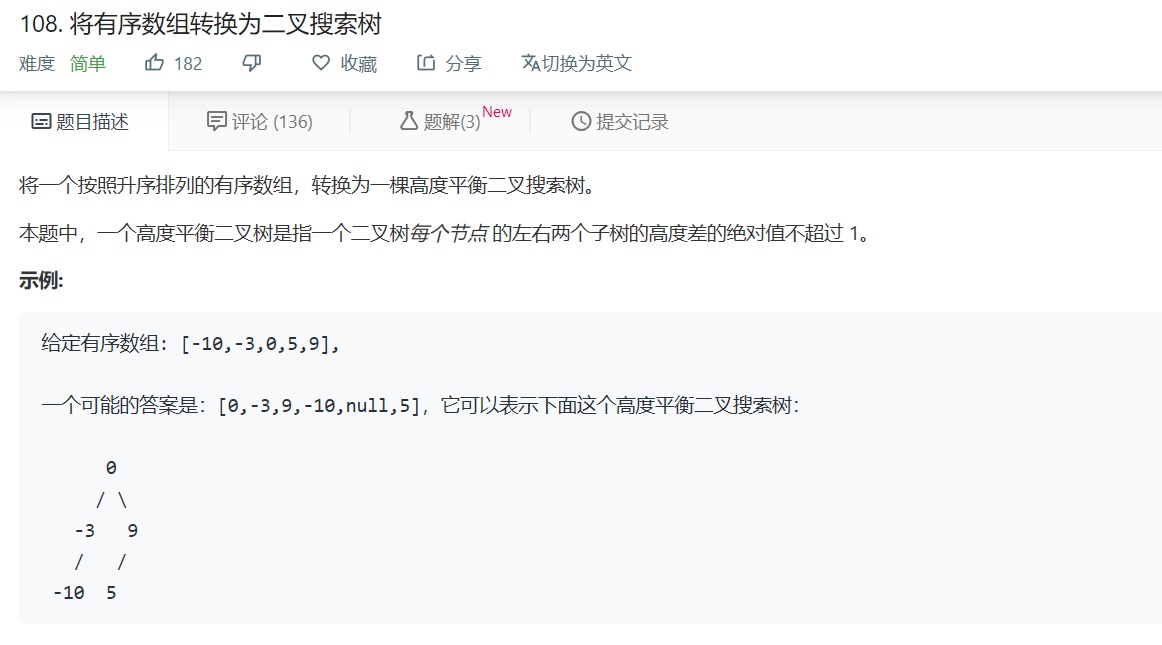 108. 将有序数组转换为二叉搜索树
难度 简单 182 收藏 分享 切换为英文
题目描述 评论 (136) 题解(3) New 提交记录
将一个按照升序排列的有序数组，转换为一棵高度平衡二叉搜索树。
本题中，一个高度平衡二叉树是指一个二叉树每个节点 的左右两个子树的高度差的绝对值不超过 1。
示例:
给定有序数组: [-10,-3,0,5,9],
一个可能的答案是：[0,-3,9,-10,null,5]，它可以表示下面这个高度平衡二叉搜索树：
0
/ \
-3 9
/ /
-10 5